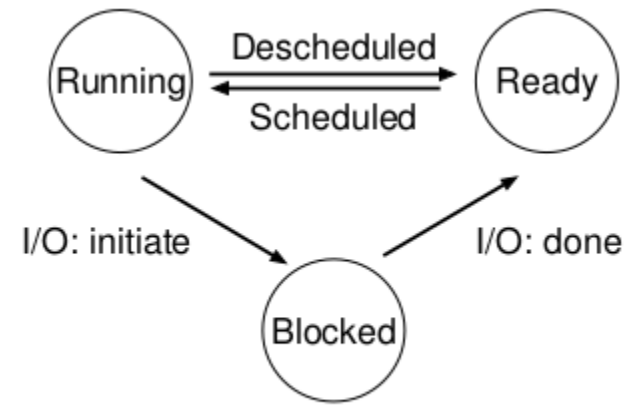 Descheduled
Running
Ready
Scheduled
I/O: initiate
I/O: done
Blocked